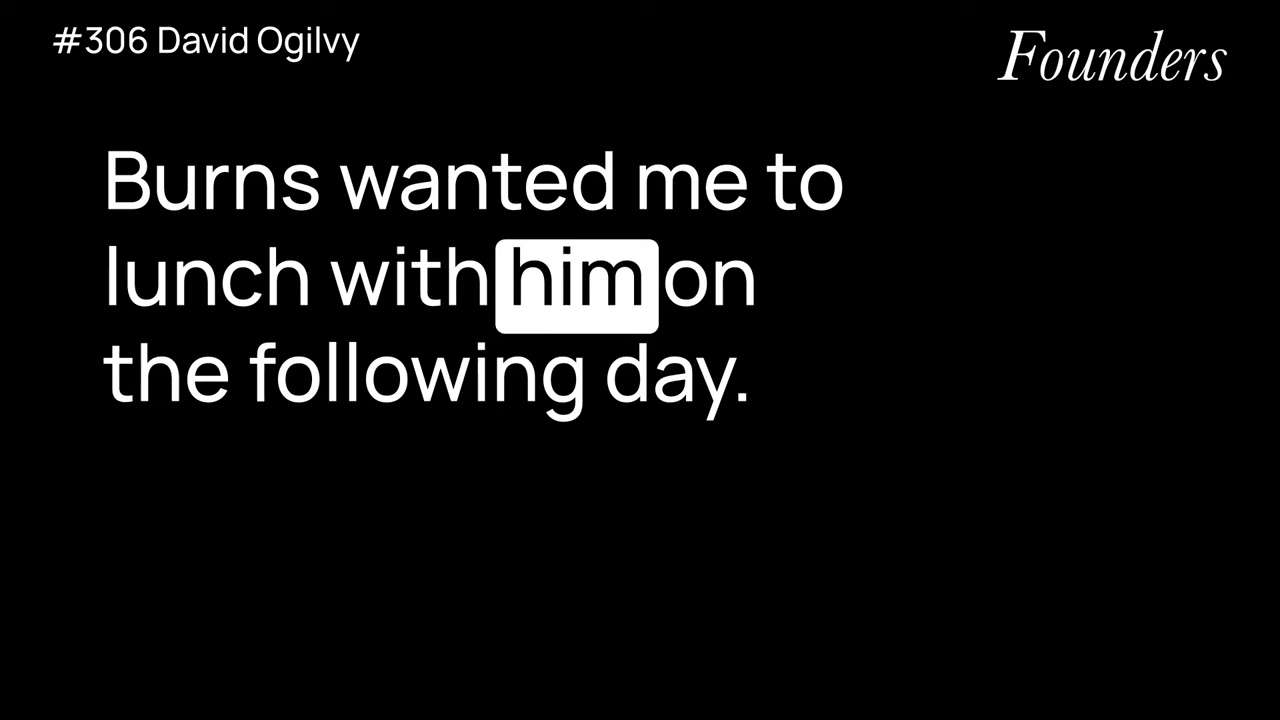 #306 David Ogilvy
Founders
Burns wanted me to
lunch with him on
the following day.